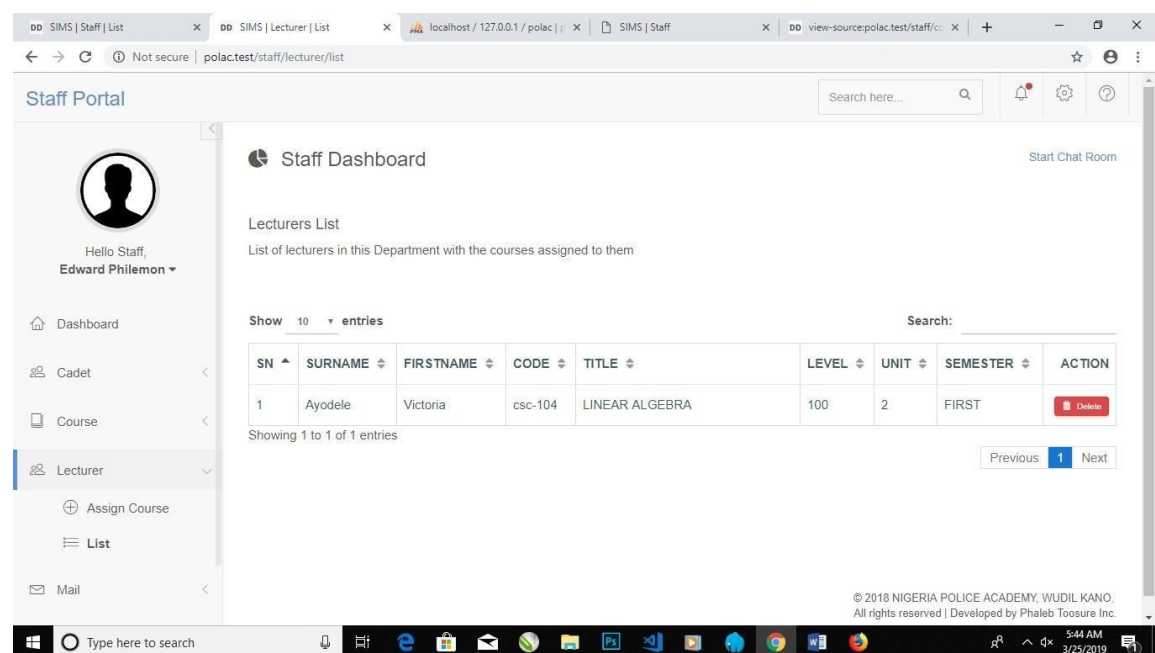 DD SIMS | Staff | List
DD SIMS | Lecturer | List
localhost / 127.0.0.1 / polac |
SIMS | Staff
DD view-source:polac.test/staff/co
Not secure | polac.test/staff/lecturer/list
Staff Portal
Search here...
Staff Dashboard
Start Chat Room
Hello Staff,
Edward Philemon
Lecturers List
List of lecturers in this Department with the courses assigned to them
Dashboard
Cadet
Course
Lecturer
Assign Course
List
Mail
Show 10 entries
Search:
SN SURNAME FIRSTNAME CODE TITLE LEVEL UNIT SEMESTER ACTION
1 Ayodele Victoria csc-104 LINEAR ALGEBRA 100 2 FIRST Delete
Showing 1 to 1 of 1 entries
Previous 1 Next
© 2018 NIGERIA POLICE ACADEMY, WUDIL KANO.
All rights reserved | Developed by Phaleb Toosure Inc.
Type here to search
Ps
5:44 AM
3/25/2019